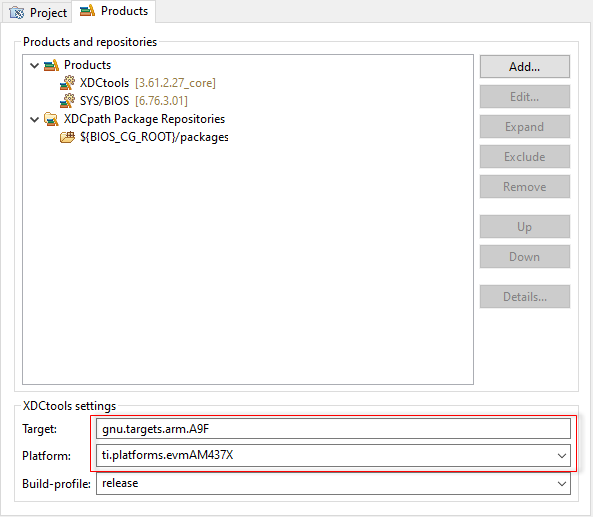 Project Products
Products and repositories
Products
XDCtools [3.61.2.27_core]
SYS/BIOS [6.76.3.01]
XDCpath Package Repositories
${BIOS_CG_ROOT}/packages
Add...
Edit...
Expand
Exclude
Remove
Up
Down
Details...
XDCtools settings
Target: gnu.targets.arm.A9F
Platform: ti.platforms.evmAM437X
Build-profile: release